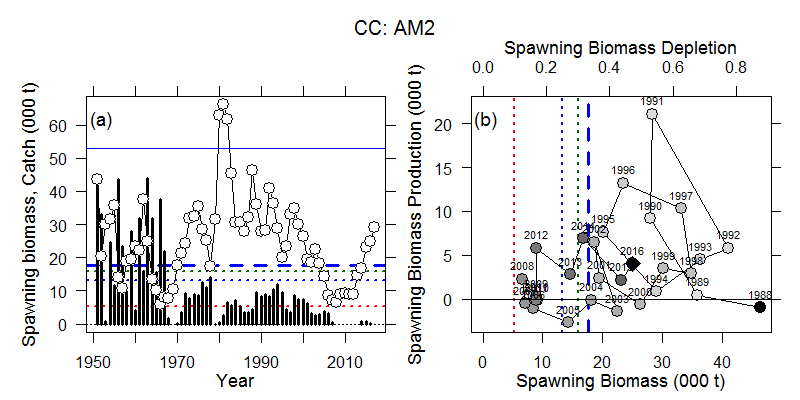 CC: AM2
Spawning Biomass Depletion
0.0 0.2 0.4 0.6 0.8
(a)
Spawning biomass, Catch (000 t)
60
50
40
30
20
10
0
1950 1970 1990 2010
Year
(b)
Spawning Biomass Production (000 t)
20
15
10
5
0
1991
1996
1997
1990
1995
2002
2012
1992
2016
1993
1999
1998
2013
2008
1994
1989
2004
2003
2005
1988
0 10 20 30 40
Spawning Biomass (000 t)